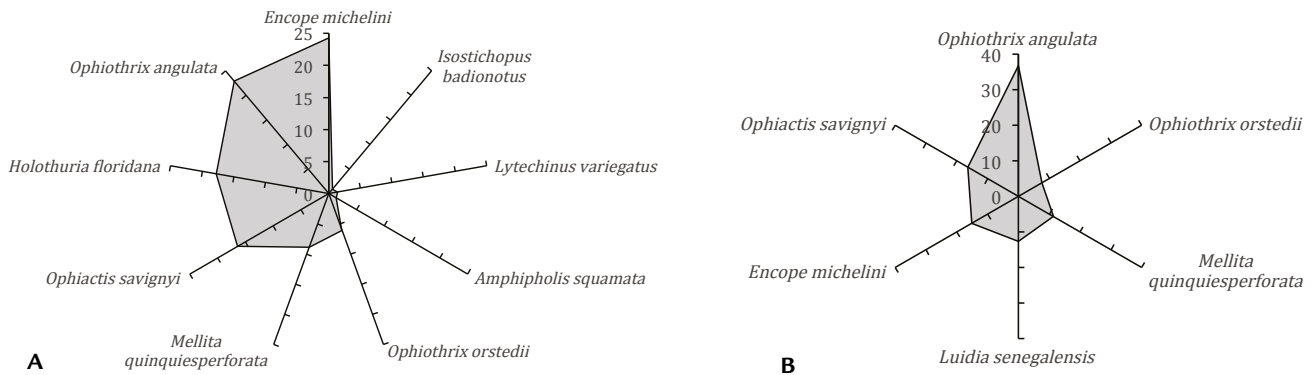 Encope michelini
25
20
15
10
5
0
Isostichopus
badionotus
Lytechinus variegatus
Amphipholis squamata
Ophiothrix orstedii
Mellita
quinquiesperforata
Ophiactis savignyi
Holothuria floridana
Ophiothrix angulata
A
Ophiothrix angulata
40
30
20
10
0
Ophiothrix orstedii
Mellita
quinquiesperforata
Luidia senegalensis
Encope michelini
Ophiactis savignyi
B